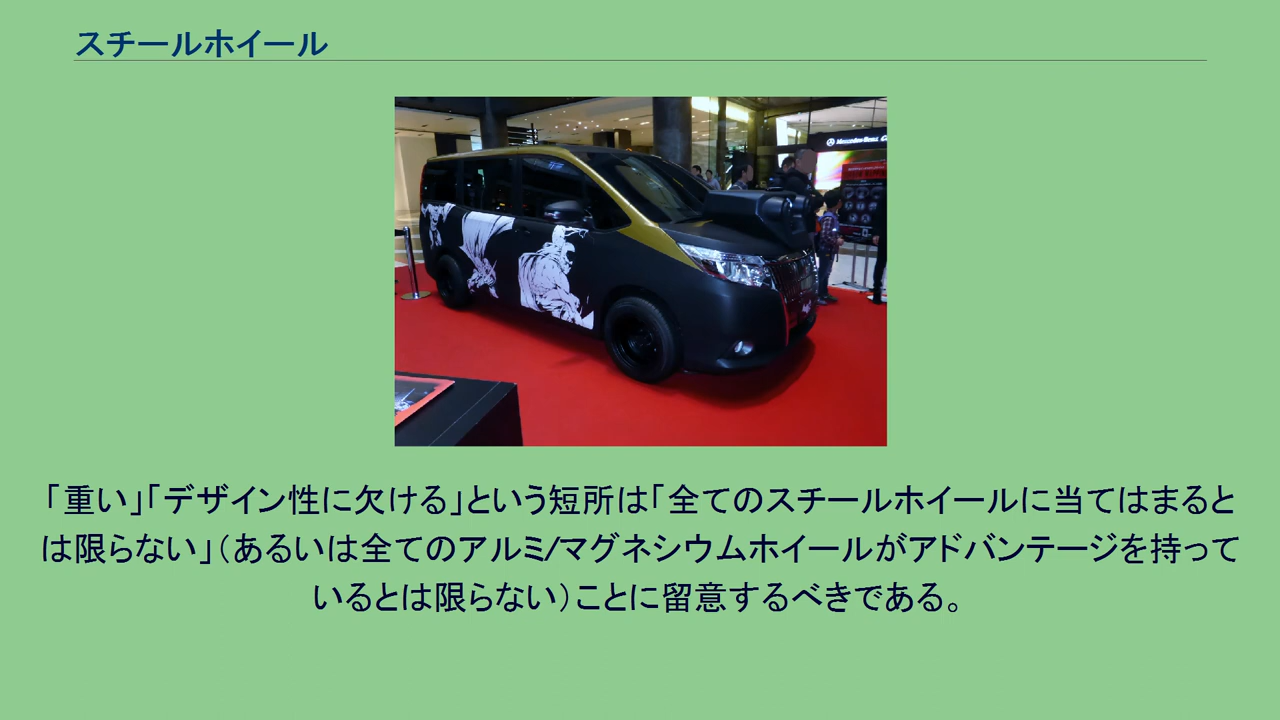 スチールホイール
Mercedes-Benz
「重い」「デザイン性に欠ける」という短所は「全てのスチールホイールに当てはまると
は限らない」（あるいは全てのアルミ/マグネシウムホイールがアドバンテージを持って
いるとは限らない）ことに留意するべきである。